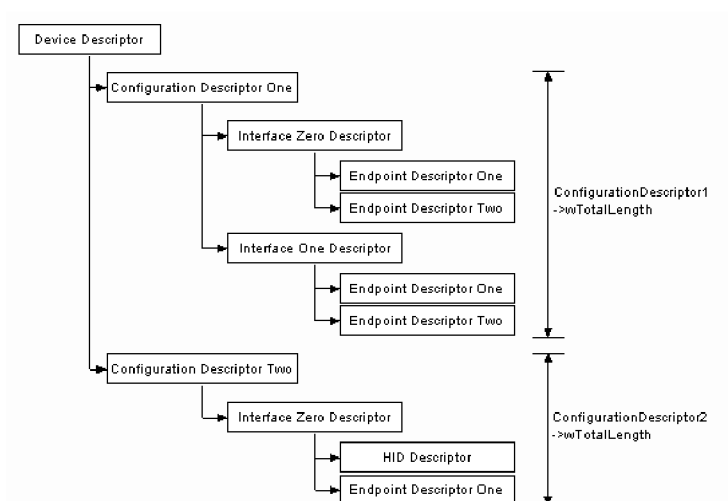 Device Descriptor
Configuration Descriptor One
Interface Zero Descriptor
Endpoint Descriptor One
Endpoint Descriptor Two
ConfigurationDescriptor1
->wTotalLength
Interface One Descriptor
Endpoint Descriptor One
Endpoint Descriptor Two
Configuration Descriptor Two
Interface Zero Descriptor
ConfigurationDescriptor2
->wTotalLength
HID Descriptor
Endpoint Descriptor One